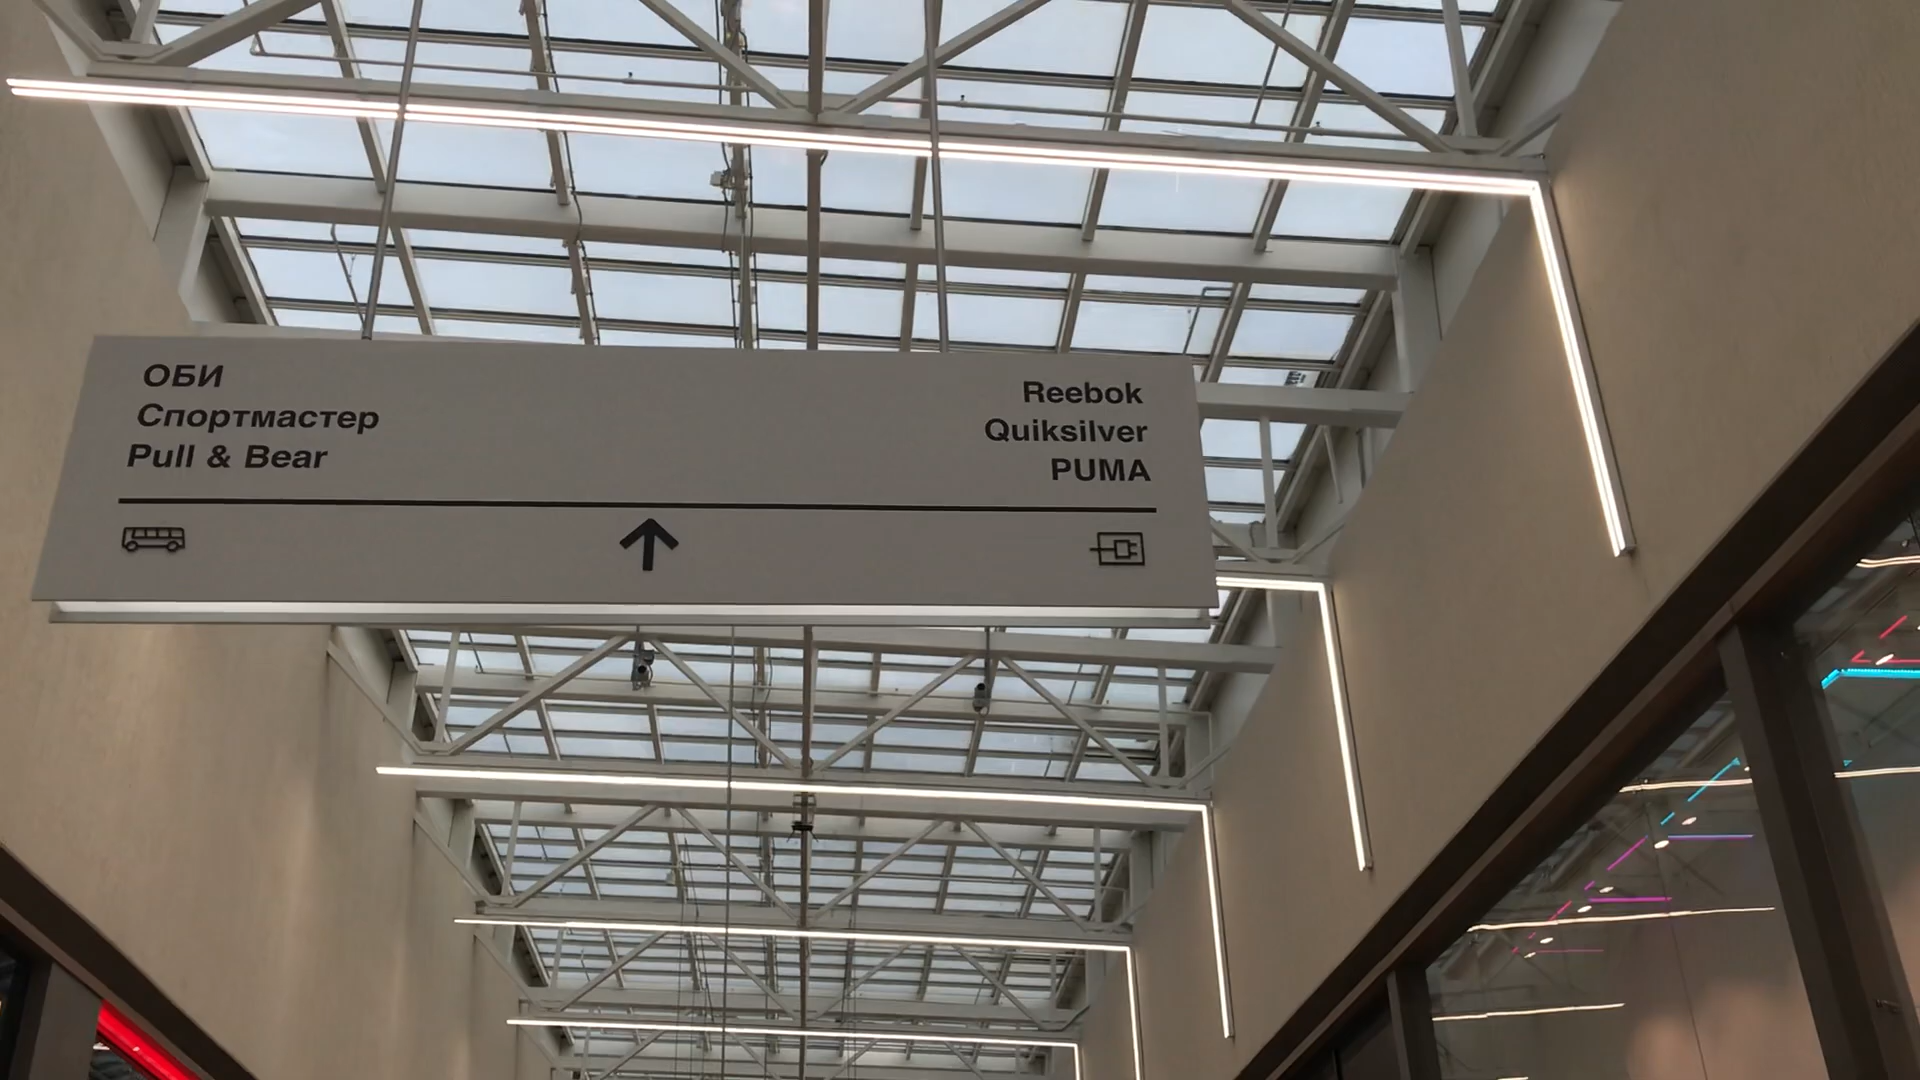 ОБИ
Спортмастер
Pull & Bear
Reebok
Quiksilver
PUMA